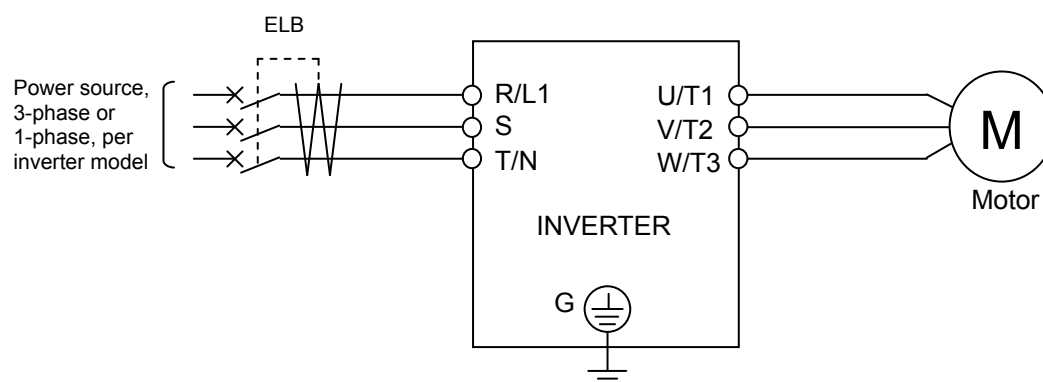 ELB
Power source,
3-phase or
1-phase, per
inverter model
R/L1
S
T/N
U/T1
V/T2
W/T3
INVERTER
G
M
Motor